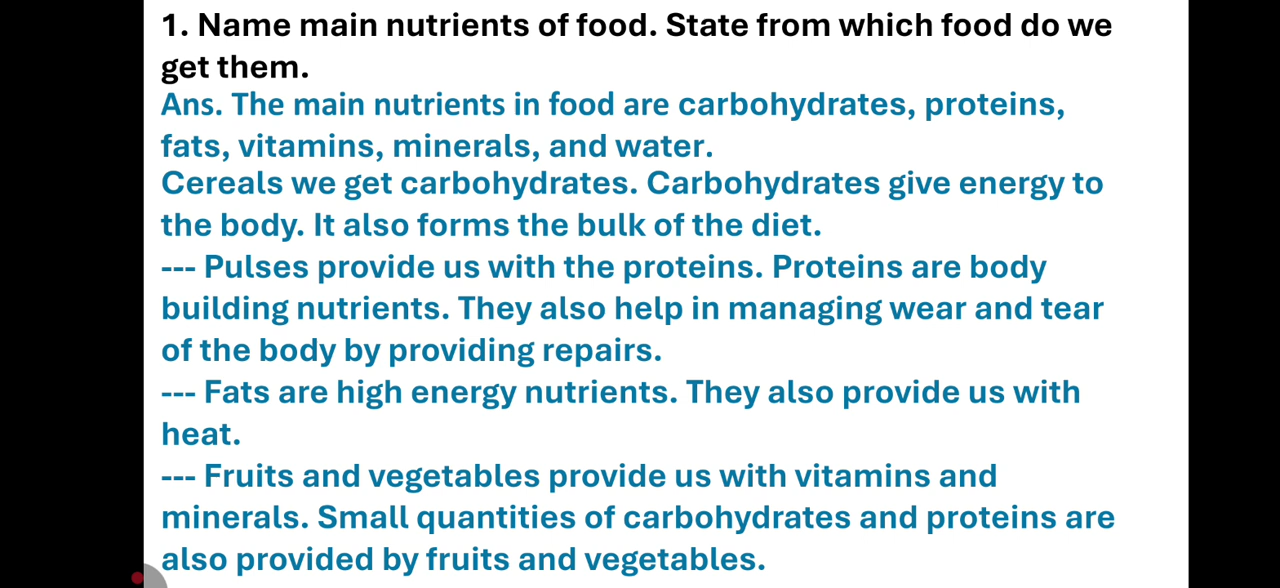 1. Name main nutrients of food. State from which food do we
get them.
Ans. The main nutrients in food are carbohydrates, proteins,
fats, vitamins, minerals, and water.
Cereals we get carbohydrates. Carbohydrates give energy to
the body. It also forms the bulk of the diet.
--- Pulses provide us with the proteins. Proteins are body
building nutrients. They also help in managing wear and tear
of the body by providing repairs.
--- Fats are high energy nutrients. They also provide us with
heat.
--- Fruits and vegetables provide us with vitamins and
minerals. Small quantities of carbohydrates and proteins are
also provided by fruits and vegetables.